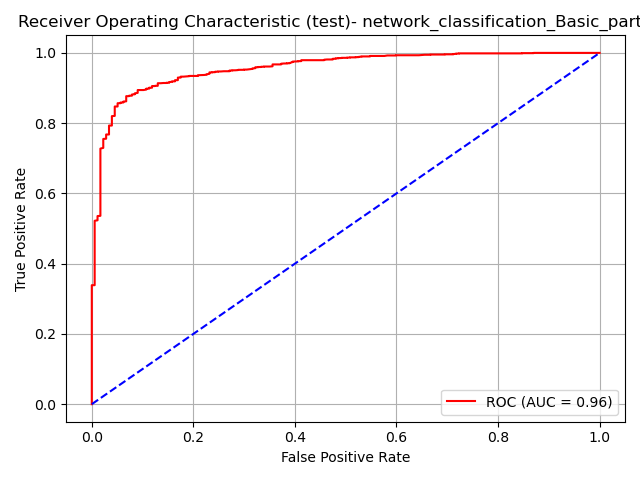 Receiver Operating Characteristic (test)- network_classification_Basic_part
1.0
0.8
0.6
0.4
0.2
0.0
True Positive Rate
ROC (AUC = 0.96)
0.0 0.2 0.4 0.6 0.8 1.0
False Positive Rate